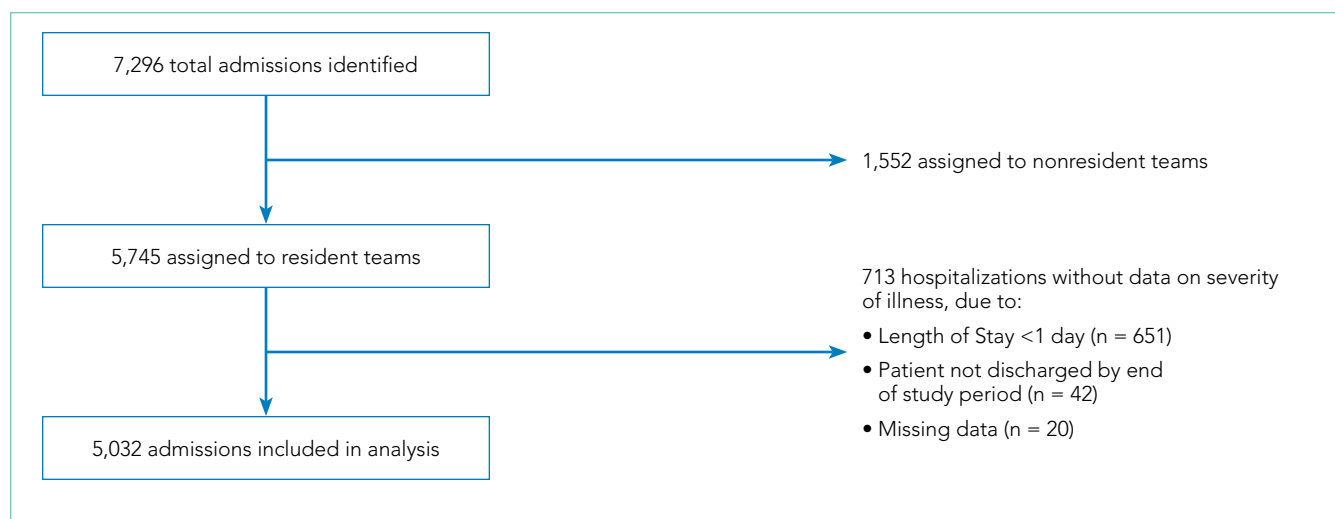 7,296 total admissions identified
1,552 assigned to nonresident teams
5,745 assigned to resident teams
713 hospitalizations without data on severity
of illness, due to:
• Length of Stay <1 day (n = 651)
• Patient not discharged by end
of study period (n = 42)
• Missing data (n = 20)
5,032 admissions included in analysis